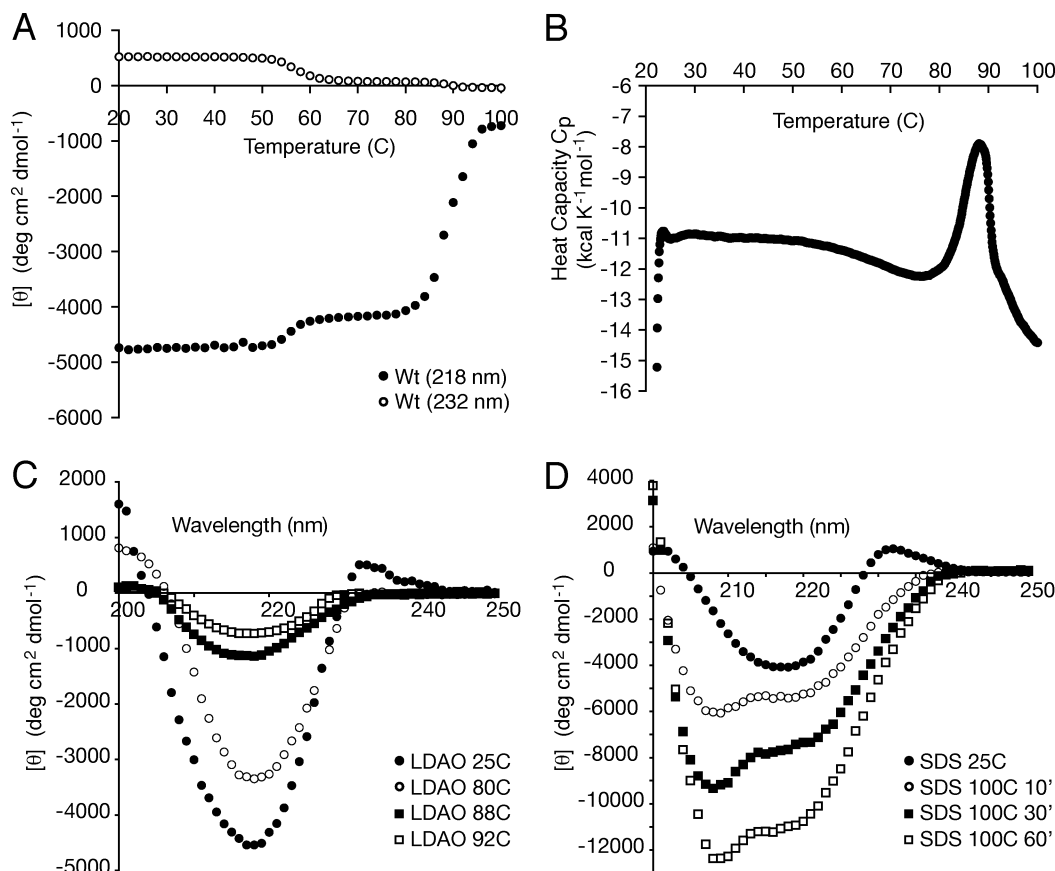 A
1000
0
-1000
-2000
-3000
-4000
-5000
-6000
20 30 40 50 60 70 80 90 100
Temperature (C)
[θ] (deg cm2 dmol-1)
Wt (218 nm)
Wt (232 nm)
B
20 30 40 50 60 70 80 90 100
-6
-7
-8
-9
-10
-11
-12
-13
-14
-15
-16
Temperature (C)
Heat Capacity Cp
(kcal K-1mol-1)
C
2000
1000
0
-1000
-2000
-3000
-4000
-5000
Wavelength (nm)
200 220 240 250
[θ] (deg cm2 dmol-1)
LDAO 25C
LDAO 80C
LDAO 88C
LDAO 92C
D
4000
2000
0
-2000
-4000
-6000
-8000
-10000
-12000
Wavelength (nm)
210 220 240 250
[θ] (deg cm2 dmol-1)
SDS 25C
SDS 100C 10’
SDS 100C 30’
SDS 100C 60’